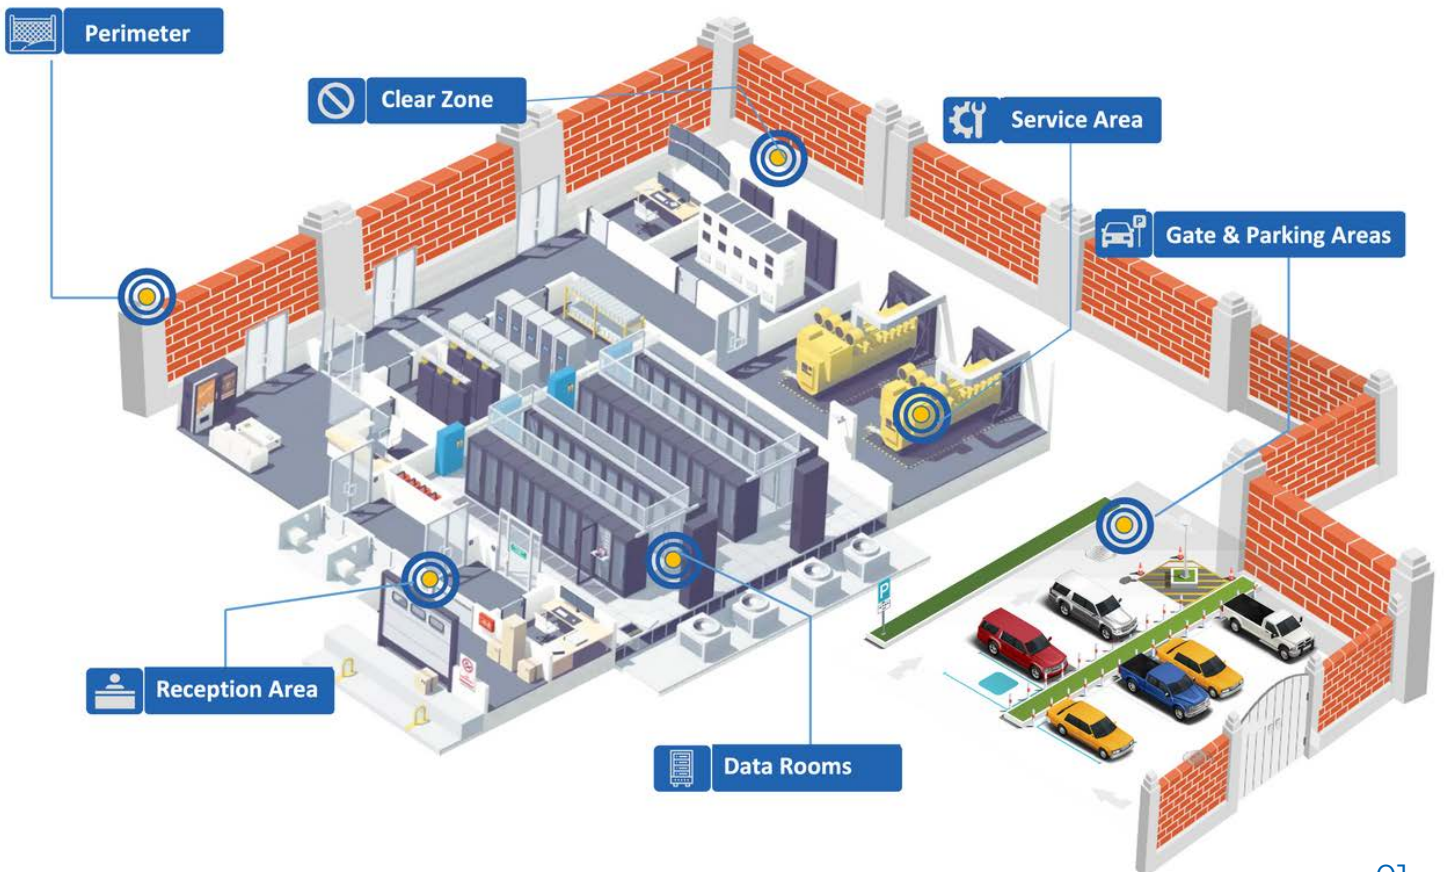 Perimeter
Clear Zone
Service Area
P
Gate & Parking Areas
P
Reception Area
Data Rooms